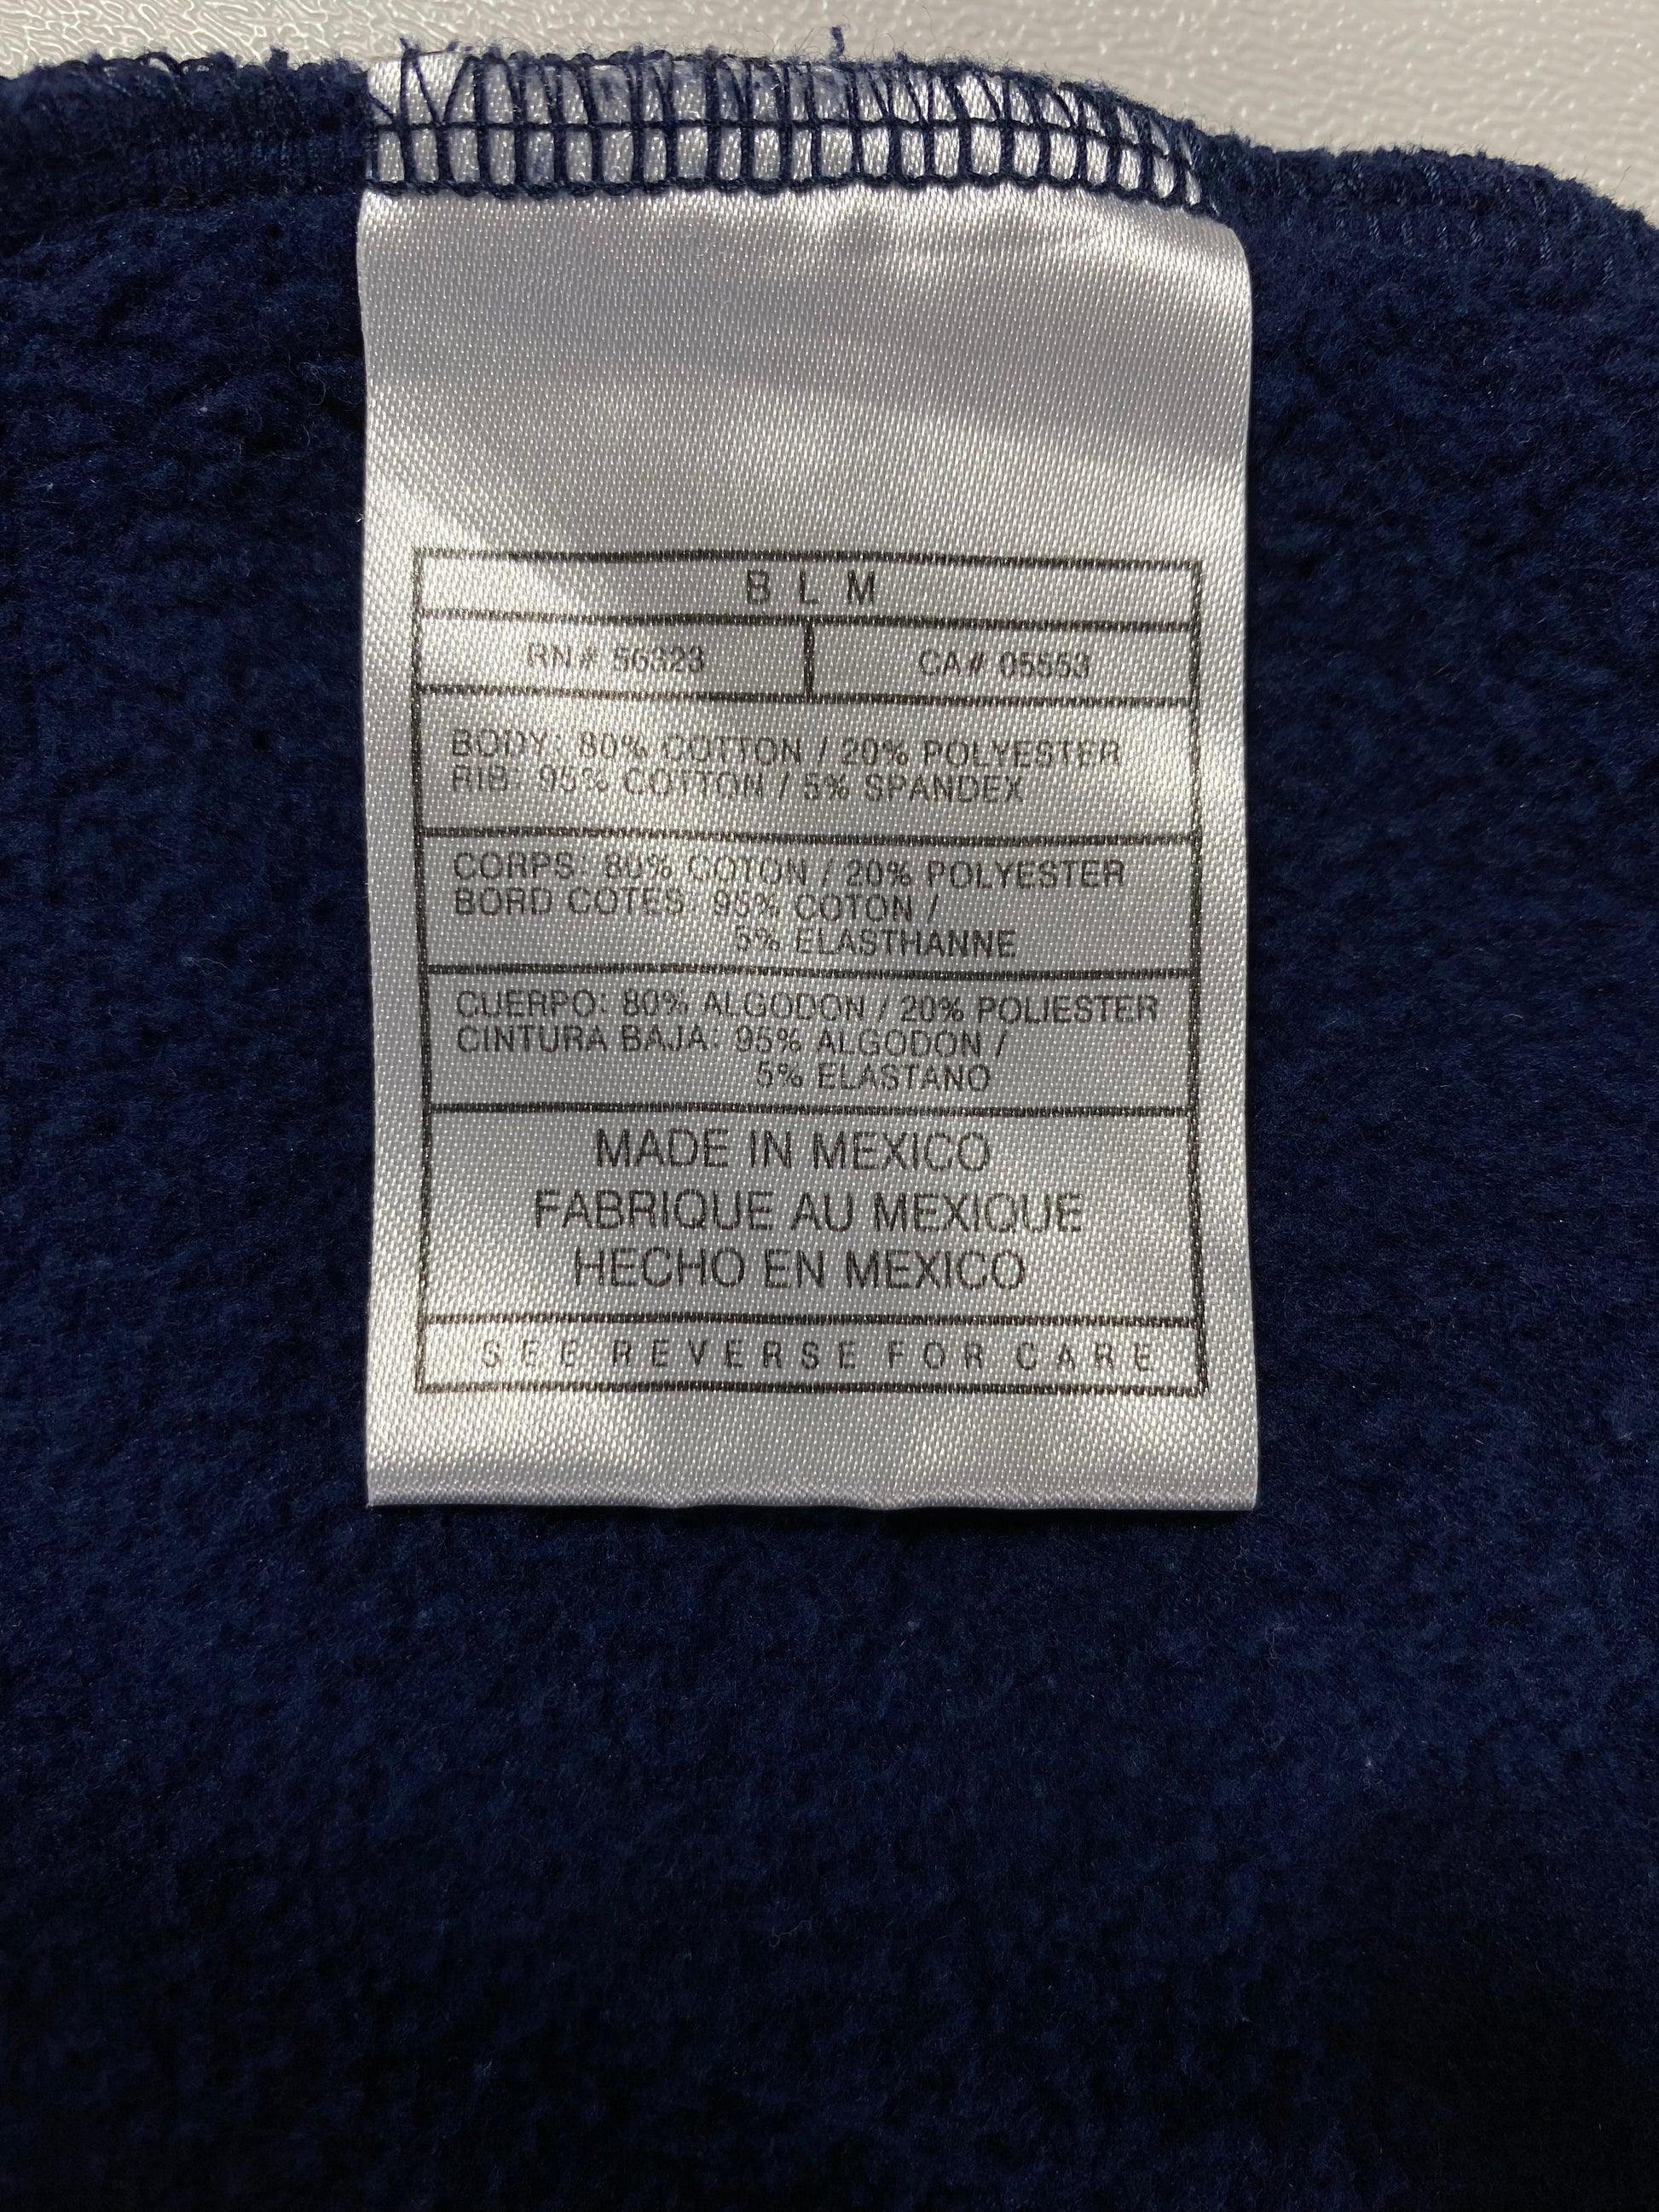 B L M
RN# 56323
CA# 05553
BODY: 80% COTTON / 20% POLYESTER
RIB: 95% COTTON / 5% SPANDEX
CORPS: 80% COTON / 20% POLYESTER
BORD COTES: 95% COTON /
5% ELASTHANNE
CUERPO: 80% ALGODON / 20% POLIESTER
CINTURA BAJA: 95% ALGODON /
5% ELASTANO
MADE IN MEXICO
FABRIQUE AU MEXIQUE
HECHO EN MEXICO
SEE REVERSE FOR CARE